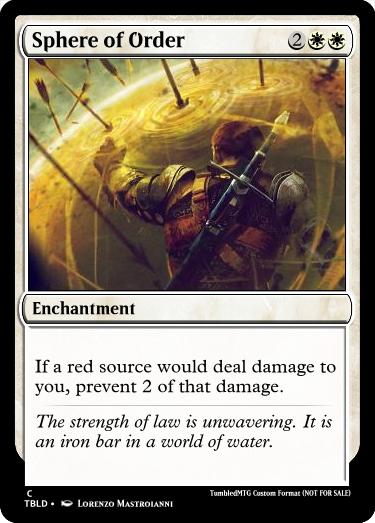 Sphere of Order 2
Enchantment
If a red source would deal damage to
you, prevent 2 of that damage.
The strength of law is unwavering. It is
an iron bar in a world of water.
C TumbledMTG Custom Format (NOT FOR SALE)
TBLD • Lorenzo Mastroianni